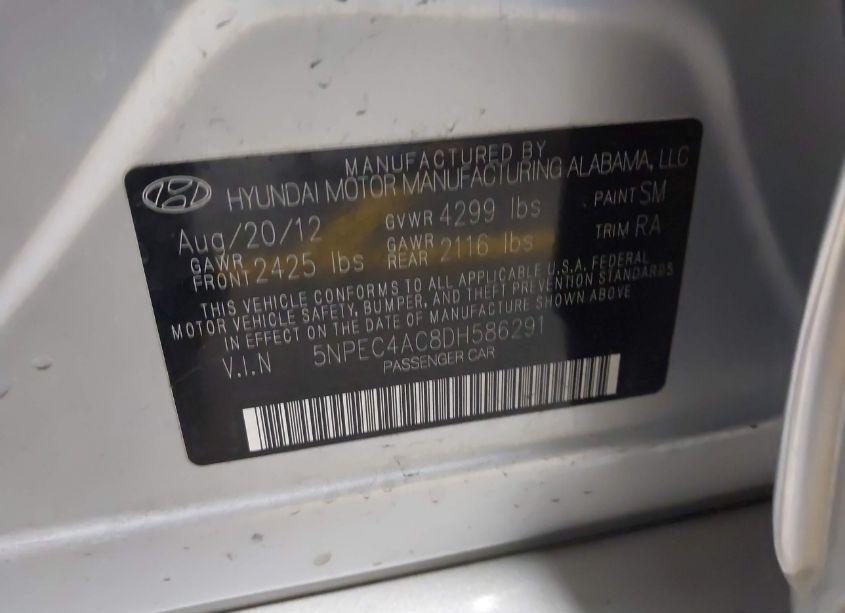 MANUFACTURED BY
HYUNDAI MOTOR MANUFACTURING ALABAMA, LLC
Aug/20/12 GVWR 4299 lbs PAINT SM
GAWR FRONT 2425 lbs GAWR REAR 2116 lbs TRIM RA
THIS VEHICLE CONFORMS TO ALL APPLICABLE U.S.A. FEDERAL
MOTOR VEHICLE SAFETY, BUMPER, AND THEFT PREVENTION STANDARDS
IN EFFECT ON THE DATE OF MANUFACTURE SHOWN ABOVE
V.I.N 5NPEC4AC8DH586291
PASSENGER CAR